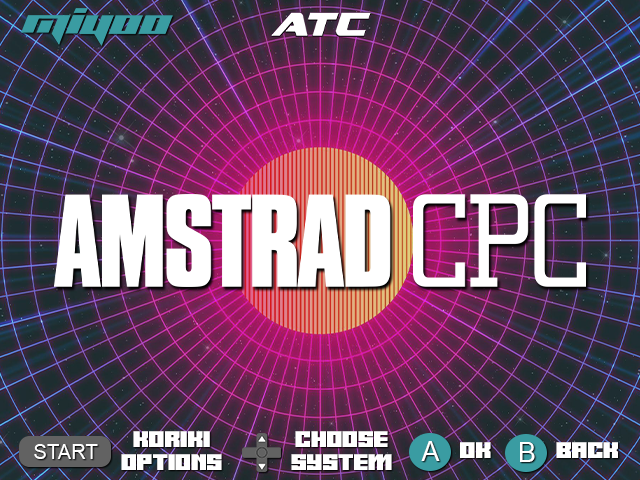 miyoo
ATC
AMSTRAD CPC
START
KORIKI
OPTIONS
CHOOSE
SYSTEM
A
OK
B
BACK